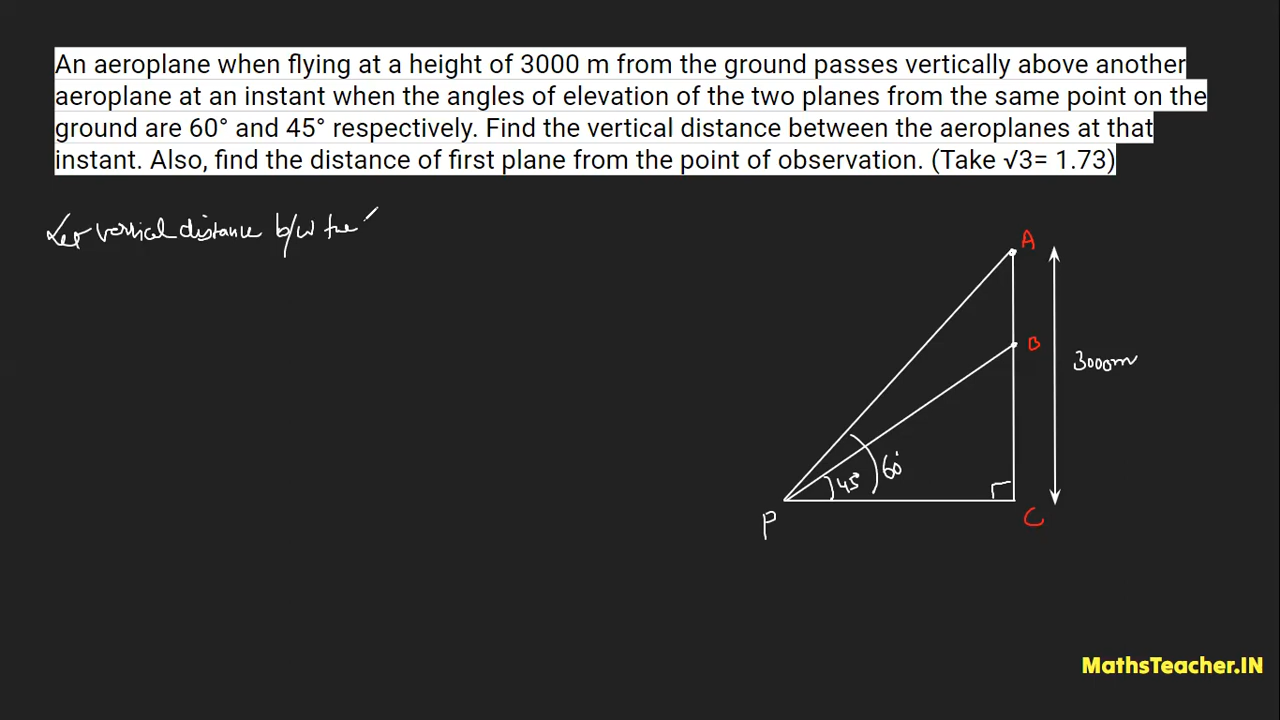 An aeroplane when flying at a height of 3000 m from the ground passes vertically above another
aeroplane at an instant when the angles of elevation of the two planes from the same point on the
ground are 60° and 45° respectively. Find the vertical distance between the aeroplanes at that
instant. Also, find the distance of first plane from the point of observation. (Take √3= 1.73)
Let vertical distance b/w the
A
B
3000m
60°
45°
P
C
MathsTeacher.IN